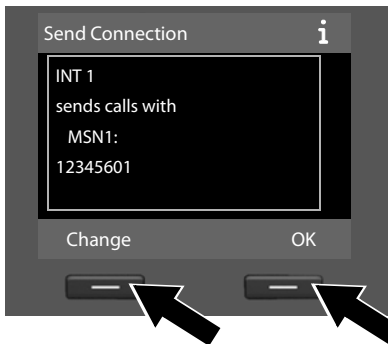 Send Connection i
INT 1
sends calls with
MSN1:
12345601
Change OK